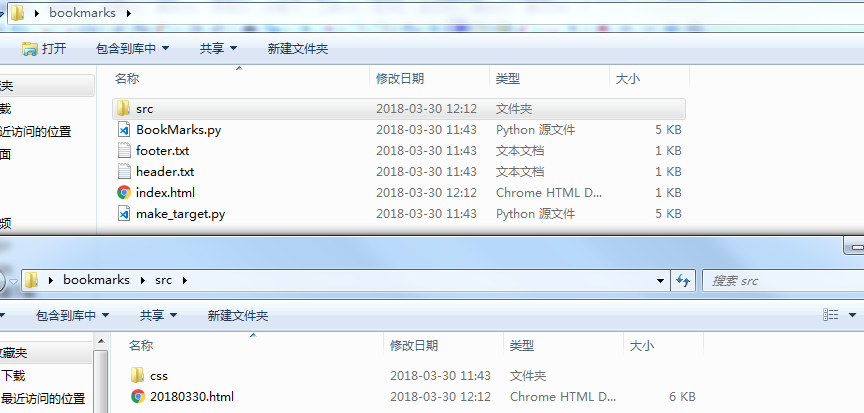 bookmarks
打开 包含到库中 共享 新建文件夹
名称 修改日期 类型 大小
夹
src 2018-03-30 12:12 文件夹
载
BookMarks.py 2018-03-30 11:43 Python 源文件 5 KB
近访问的位置
footer.txt 2018-03-30 11:43 文本文档 1 KB
面
header.txt 2018-03-30 11:43 文本文档 1 KB
index.html 2018-03-30 12:12 Chrome HTML D... 1 KB
make_target.py 2018-03-30 11:43 Python 源文件 5 KB
频
bookmarks src 搜索 src
包含到库中 共享 新建文件夹
名称 修改日期 类型 大小
收藏夹
下载
css 2018-03-30 11:43 文件夹
最近访问的位置
20180330.html 2018-03-30 12:12 Chrome HTML D... 6 KB